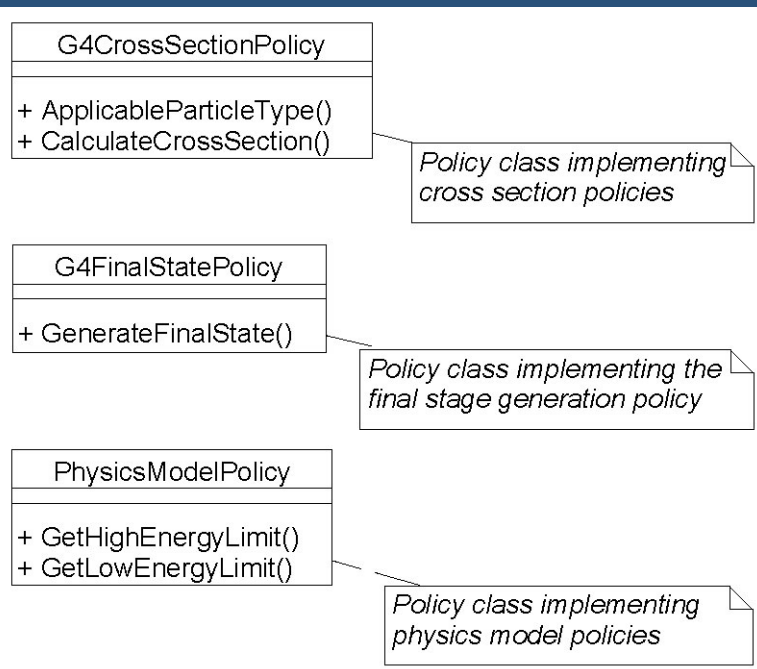 G4CrossSectionPolicy
+ ApplicableParticleType()
+ CalculateCrossSection()
Policy class implementing
cross section policies
G4FinalStatePolicy
+ GenerateFinalState()
Policy class implementing the
final stage generation policy
PhysicsModelPolicy
+ GetHighEnergyLimit()
+ GetLowEnergyLimit()
Policy class implementing
physics model policies